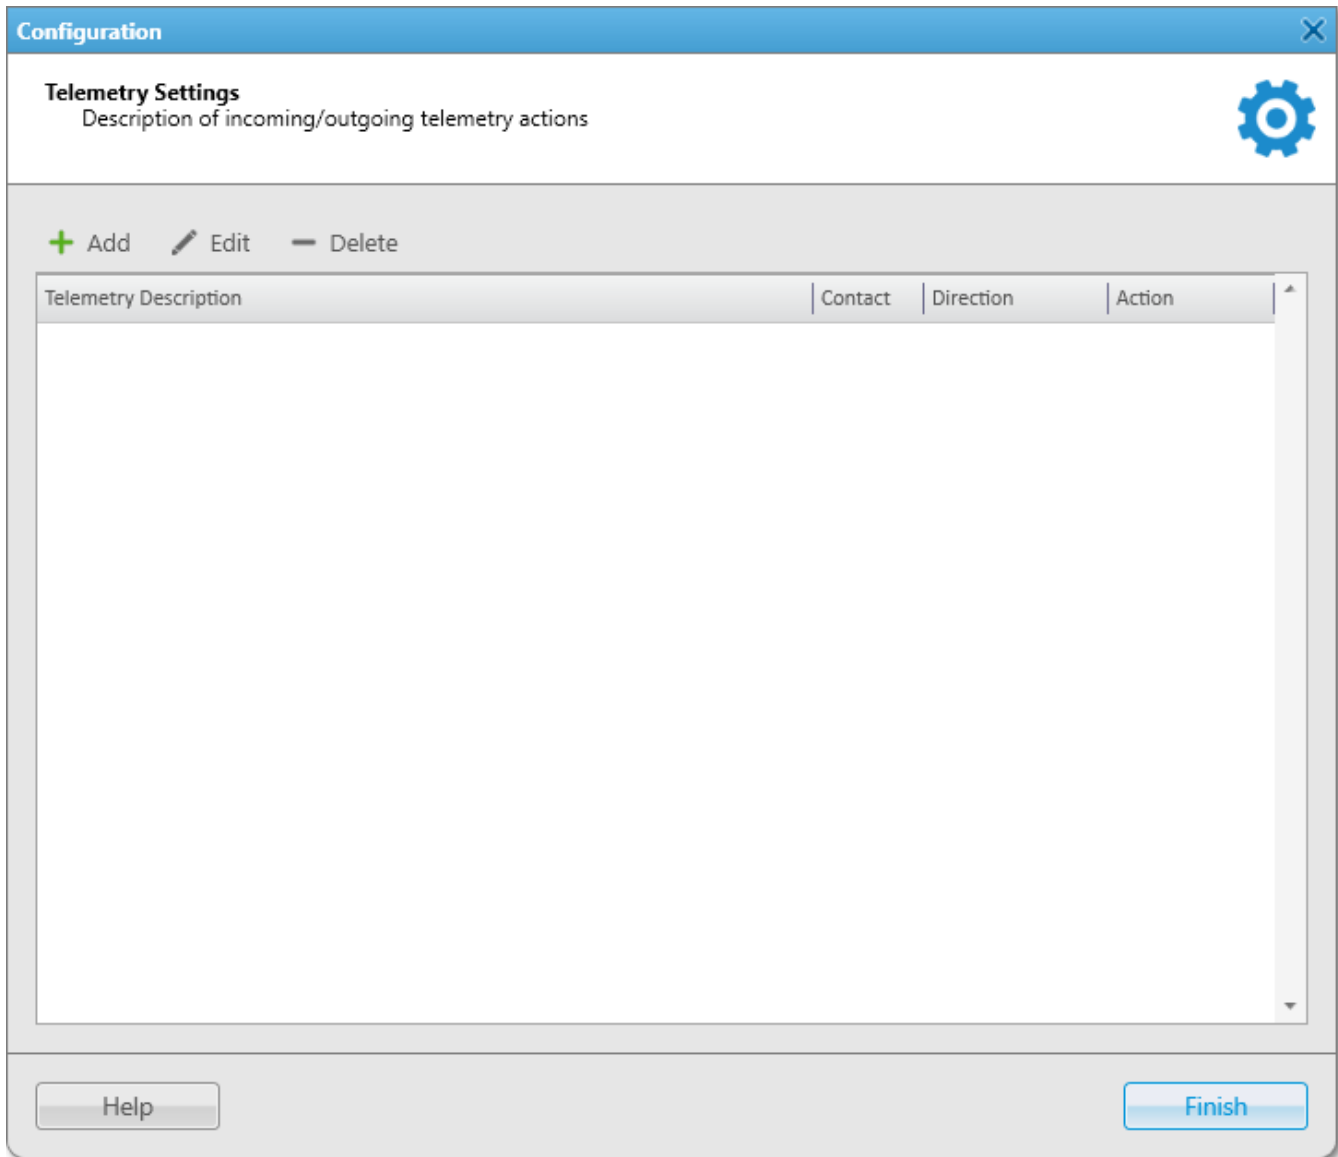 Configuration
Telemetry Settings
Description of incoming/outgoing telemetry actions
Add Edit Delete
Telemetry Description Contact Direction Action
Help Finish